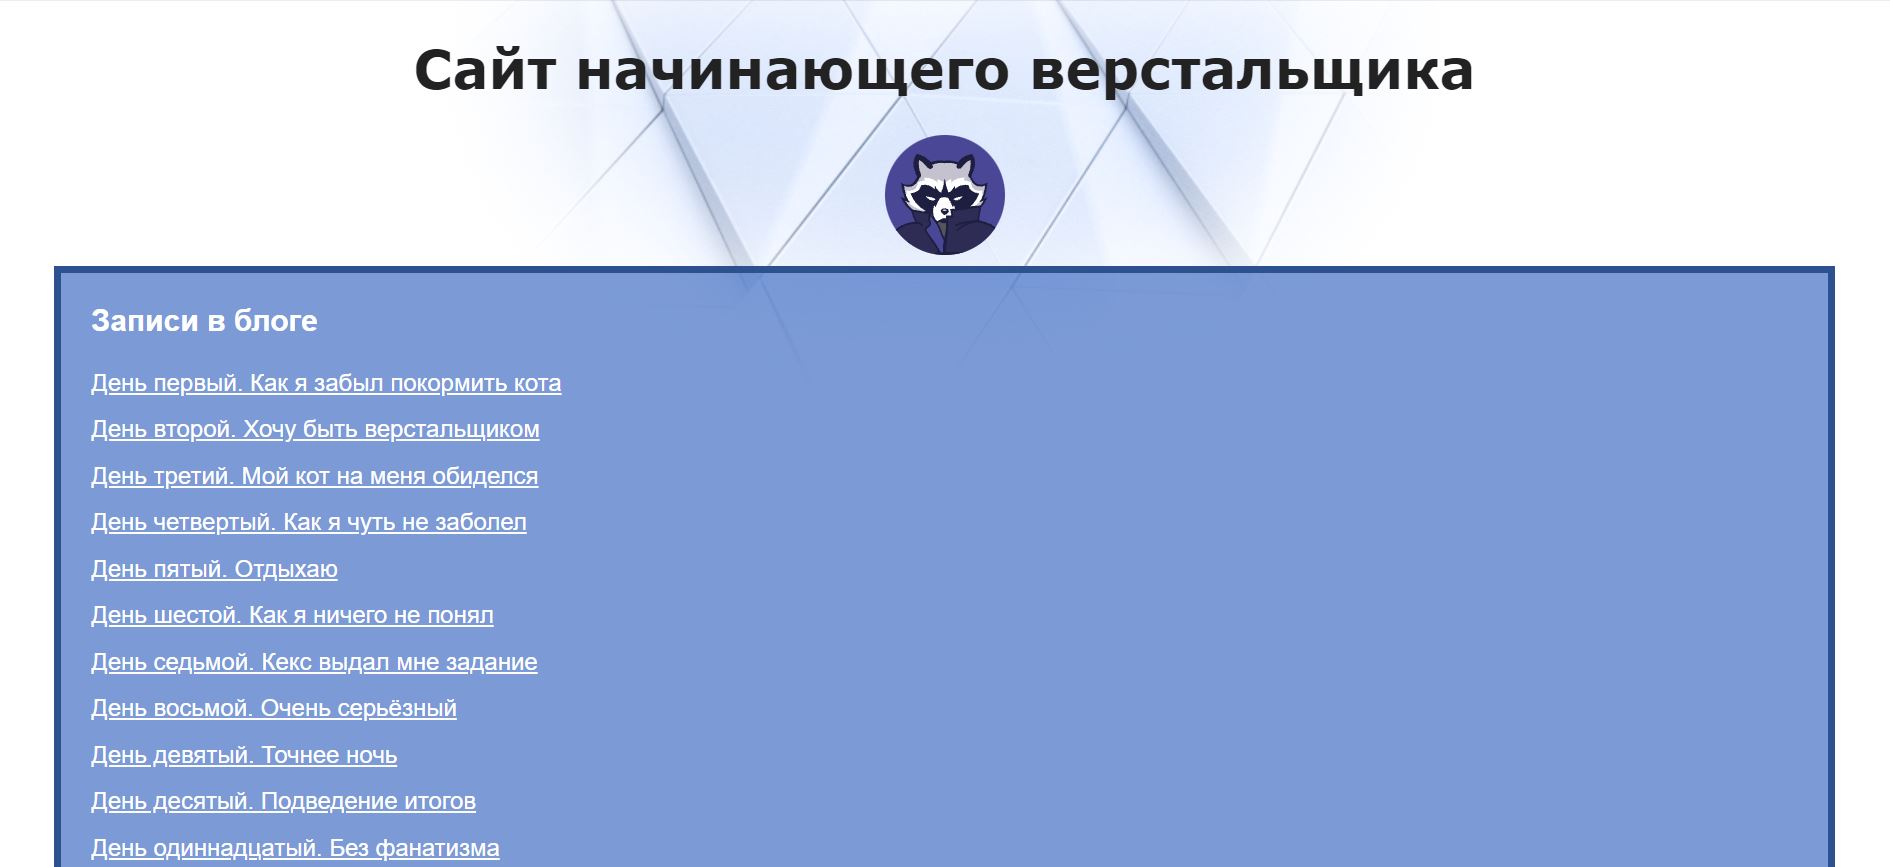 Сайт начинающего верстальщика
Записи в блоге
День первый. Как я забыл покормить кота
День второй. Хочу быть верстальщиком
День третий. Мой кот на меня обиделся
День четвертый. Как я чуть не заболел
День пятый. Отдыхаю
День шестой. Как я ничего не понял
День седьмой. Кекс выдал мне задание
День восьмой. Очень серьёзный
День девятый. Точнее ночь
День десятый. Подведение итогов
День одиннадцатый. Без фанатизма